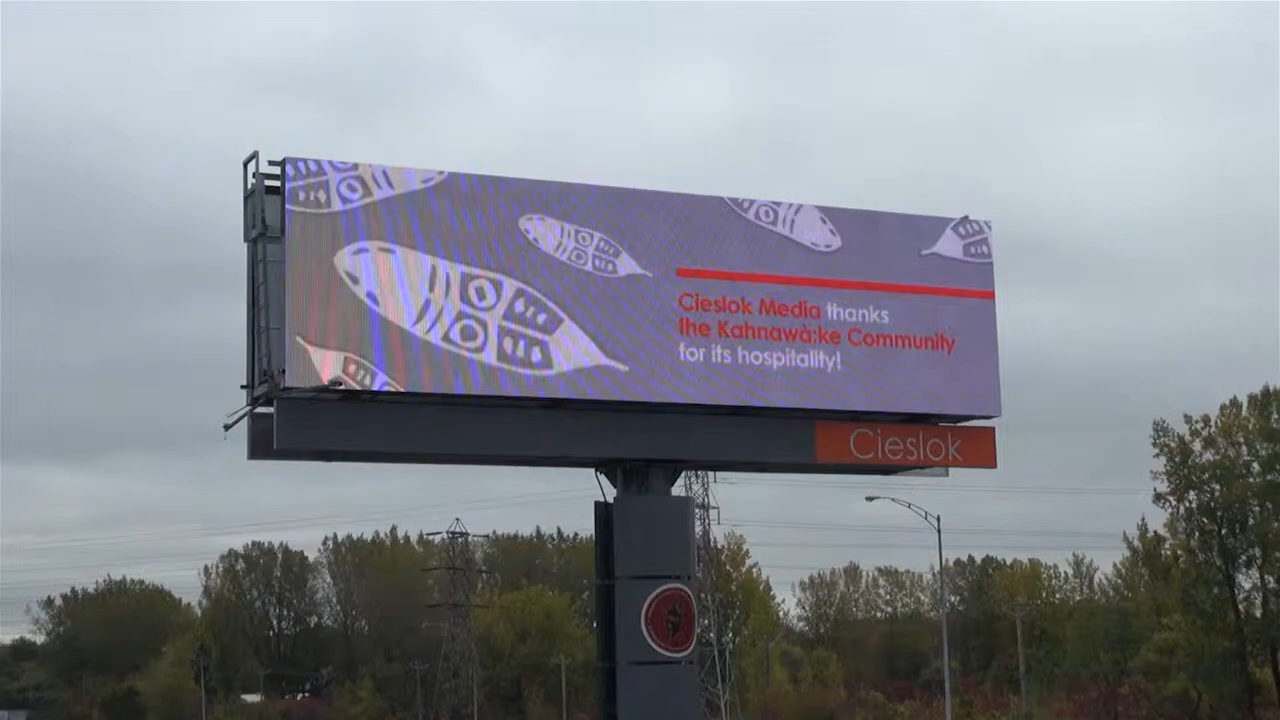 Cieslok Media thanks
the Kahnawà:ke Community
for its hospitality!
Cieslok